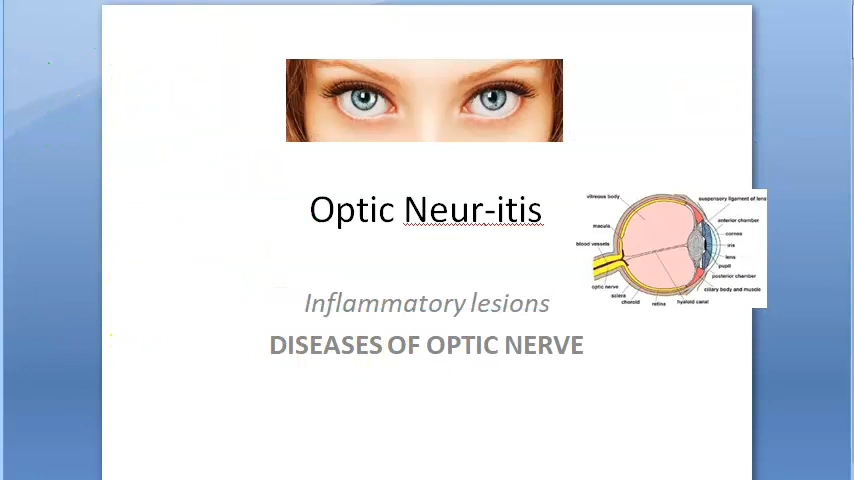 Optic Neur-itis
Inflammatory lesions
DISEASES OF OPTIC NERVE
vitreous body
suspensory ligament of lens
macula
anterior chamber
cornea
blood vessels
iris
lens
pupil
posterior chamber
optic nerve
ciliary body and muscle
sclera
choroid
retina
hyaloid canal